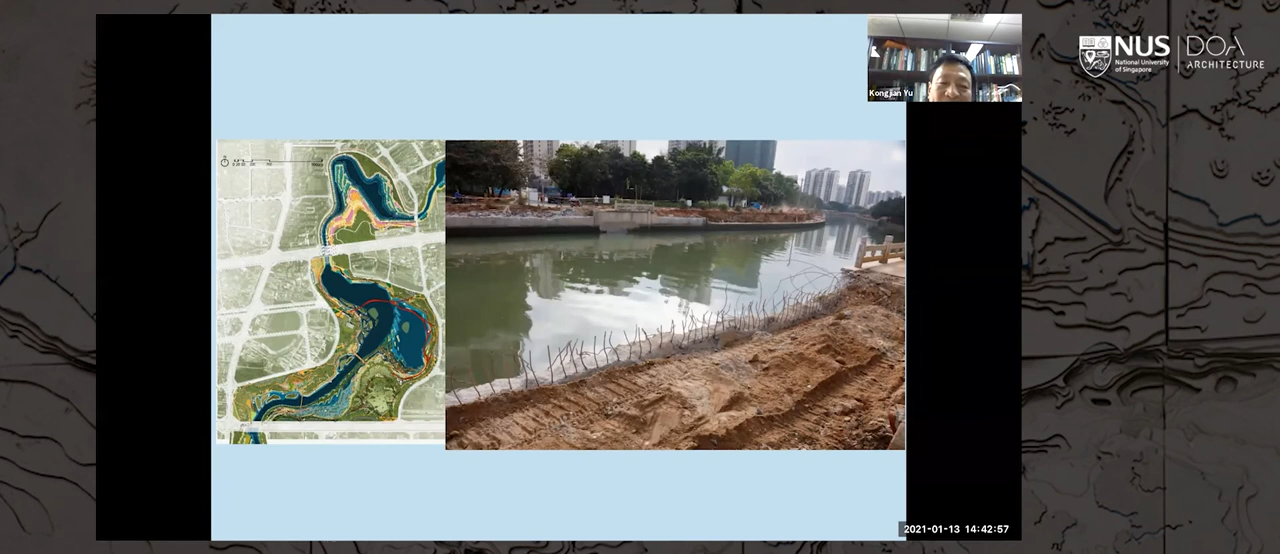 NUS
National University
of Singapore
DOA
ARCHITECTURE
Kongjian Yu
2021-01-13 14:42:57